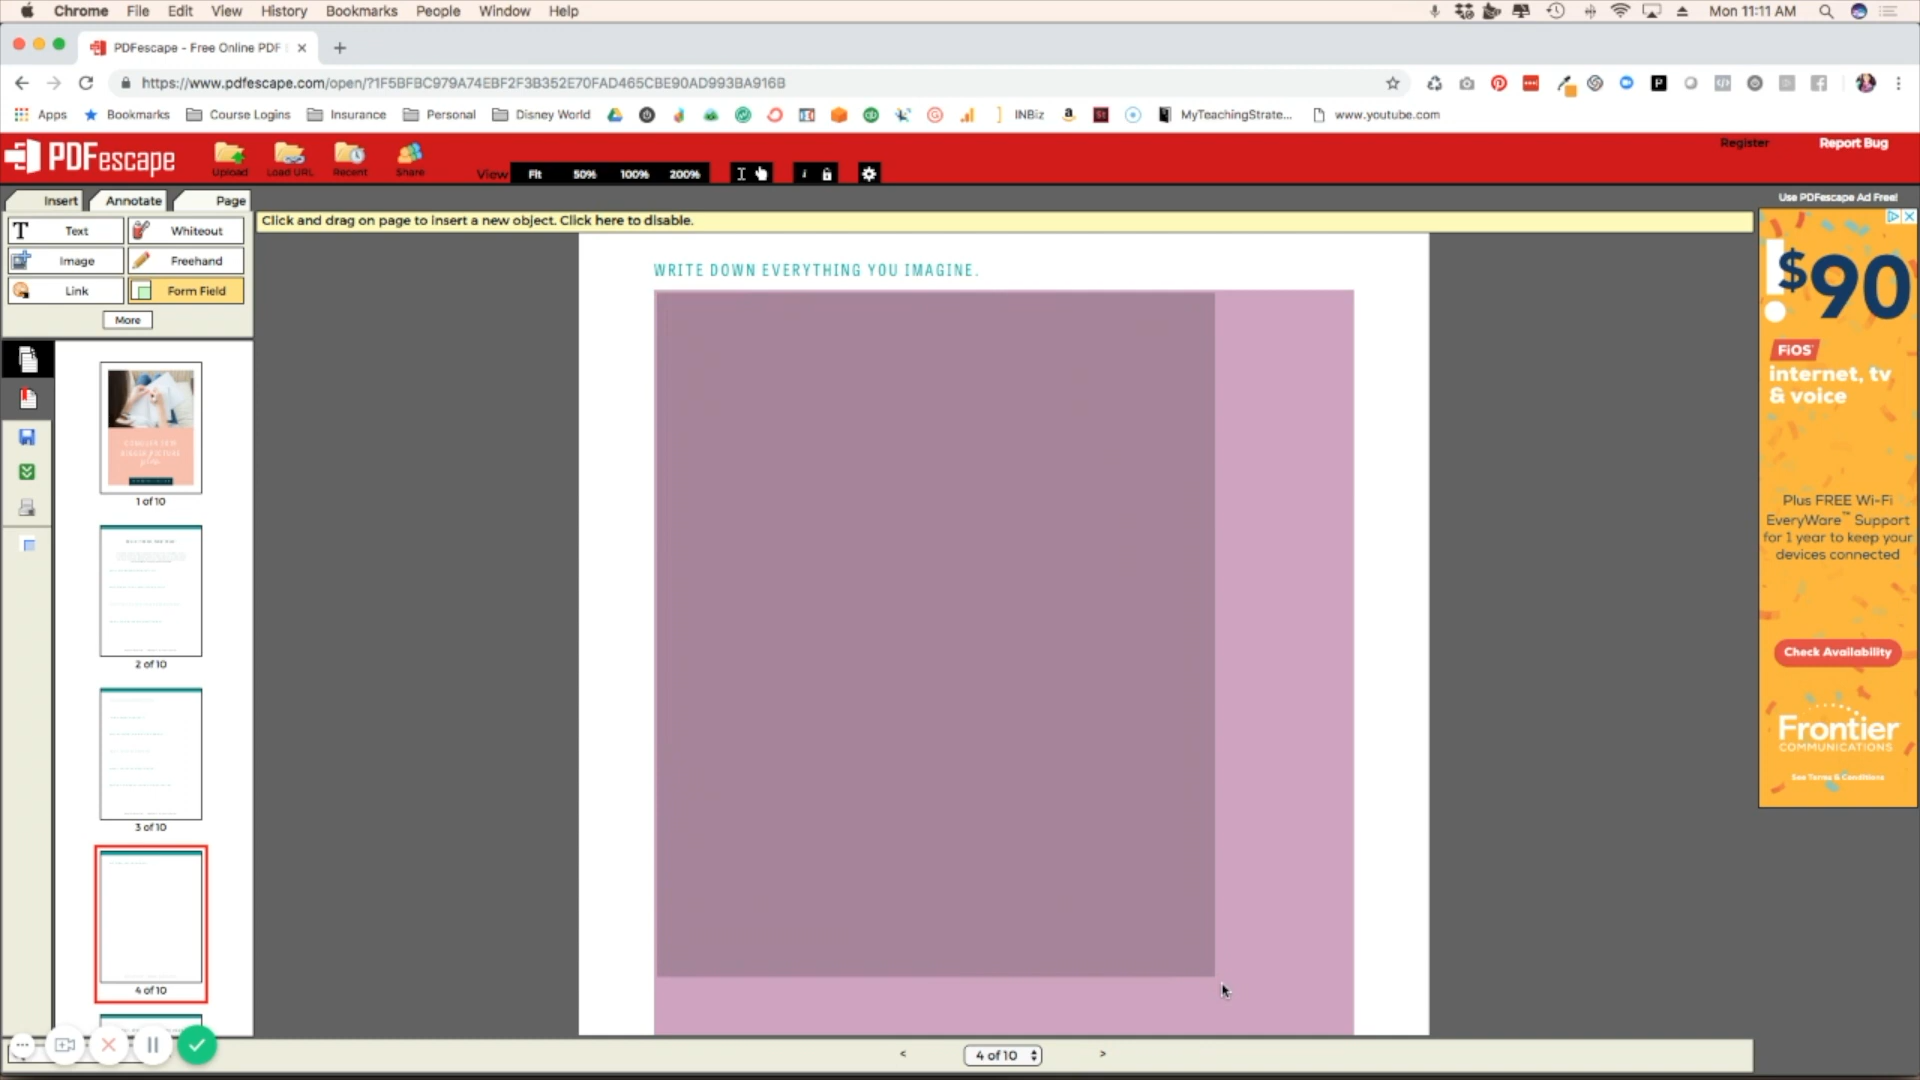 Chrome File Edit View History Bookmarks People Window Help Mon 11:11 AM
PDFescape - Free Online PDF
https://www.pdfescape.com/open/?1F5BFBC979A74EBF2F3B352E70FAD465CBE90AD993BA916B
Apps Bookmarks Course Logins Insurance Personal Disney World INBiz MyTeachingStrate... www.youtube.com
PDFescape
Upload Load URL Recent Share
View Fit 50% 100% 200%
Register Report Bug
Insert Annotate Page
Text Whiteout
Image Freehand
Link Form Field
More
Click and drag on page to insert a new object. Click here to disable.
WRITE DOWN EVERYTHING YOU IMAGINE.
1 of 10
2 of 10
3 of 10
4 of 10
< 4 of 10 >
Use PDFescape Ad Free!
$90
FiOS
internet, tv
& voice
Plus FREE Wi-Fi
EveryWare™ Support
for 1 year to keep your
devices connected
Check Availability
Frontier
COMMUNICATIONS
See Terms & Conditions